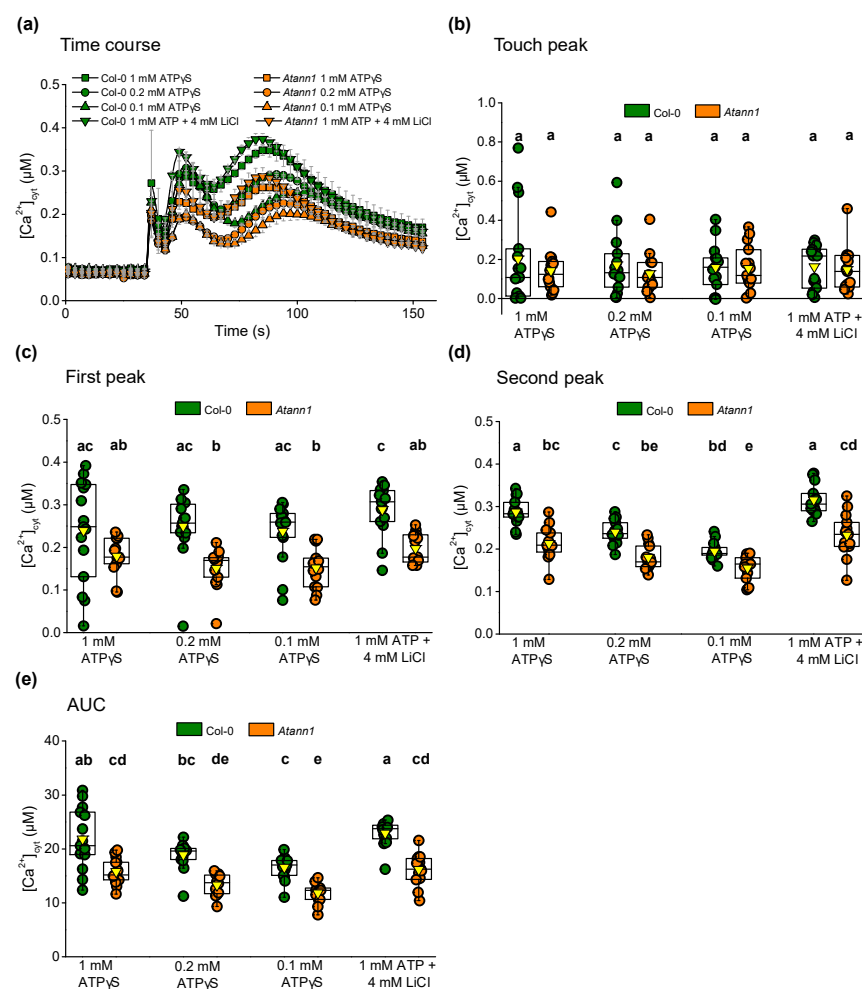 (a)
Time course
Col-0 1 mM ATPγS
Atann1 1 mM ATPγS
Col-0 0.2 mM ATPγS
Atann1 0.2 mM ATPγS
Col-0 0.1 mM ATPγS
Atann1 0.1 mM ATPγS
Col-0 1 mM ATP + 4 mM LiCl
Atann1 1 mM ATP + 4 mM LiCl
[Ca2+]cyt (µM)
0.5
0.4
0.3
0.2
0.1
0.0
0 50 100 150
Time (s)
(b)
Touch peak
Col-0 Atann1
[Ca2+]cyt (µM)
1.0
0.8
0.6
0.4
0.2
0.0
a a a a a a a a
1 mM 0.2 mM 0.1 mM 1 mM ATP +
ATPγS ATPγS ATPγS 4 mM LiCl
(c)
First peak
Col-0 Atann1
[Ca2+]cyt (µM)
0.5
0.4
0.3
0.2
0.1
0.0
ac ab ac b ac b c ab
1 mM 0.2 mM 0.1 mM 1 mM ATP +
ATPγS ATPγS ATPγS 4 mM LiCl
(d)
Second peak
Col-0 Atann1
[Ca2+]cyt (µM)
0.5
0.4
0.3
0.2
0.1
0.0
a bc c be bd e a cd
1 mM 0.2 mM 0.1 mM 1 mM ATP +
ATPγS ATPγS ATPγS 4 mM LiCl
(e)
AUC
Col-0 Atann1
[Ca2+]cyt (µM)
40
30
20
10
0
ab cd bc de c e a cd
1 mM 0.2 mM 0.1 mM 1 mM ATP +
ATPγS ATPγS ATPγS 4 mM LiCl